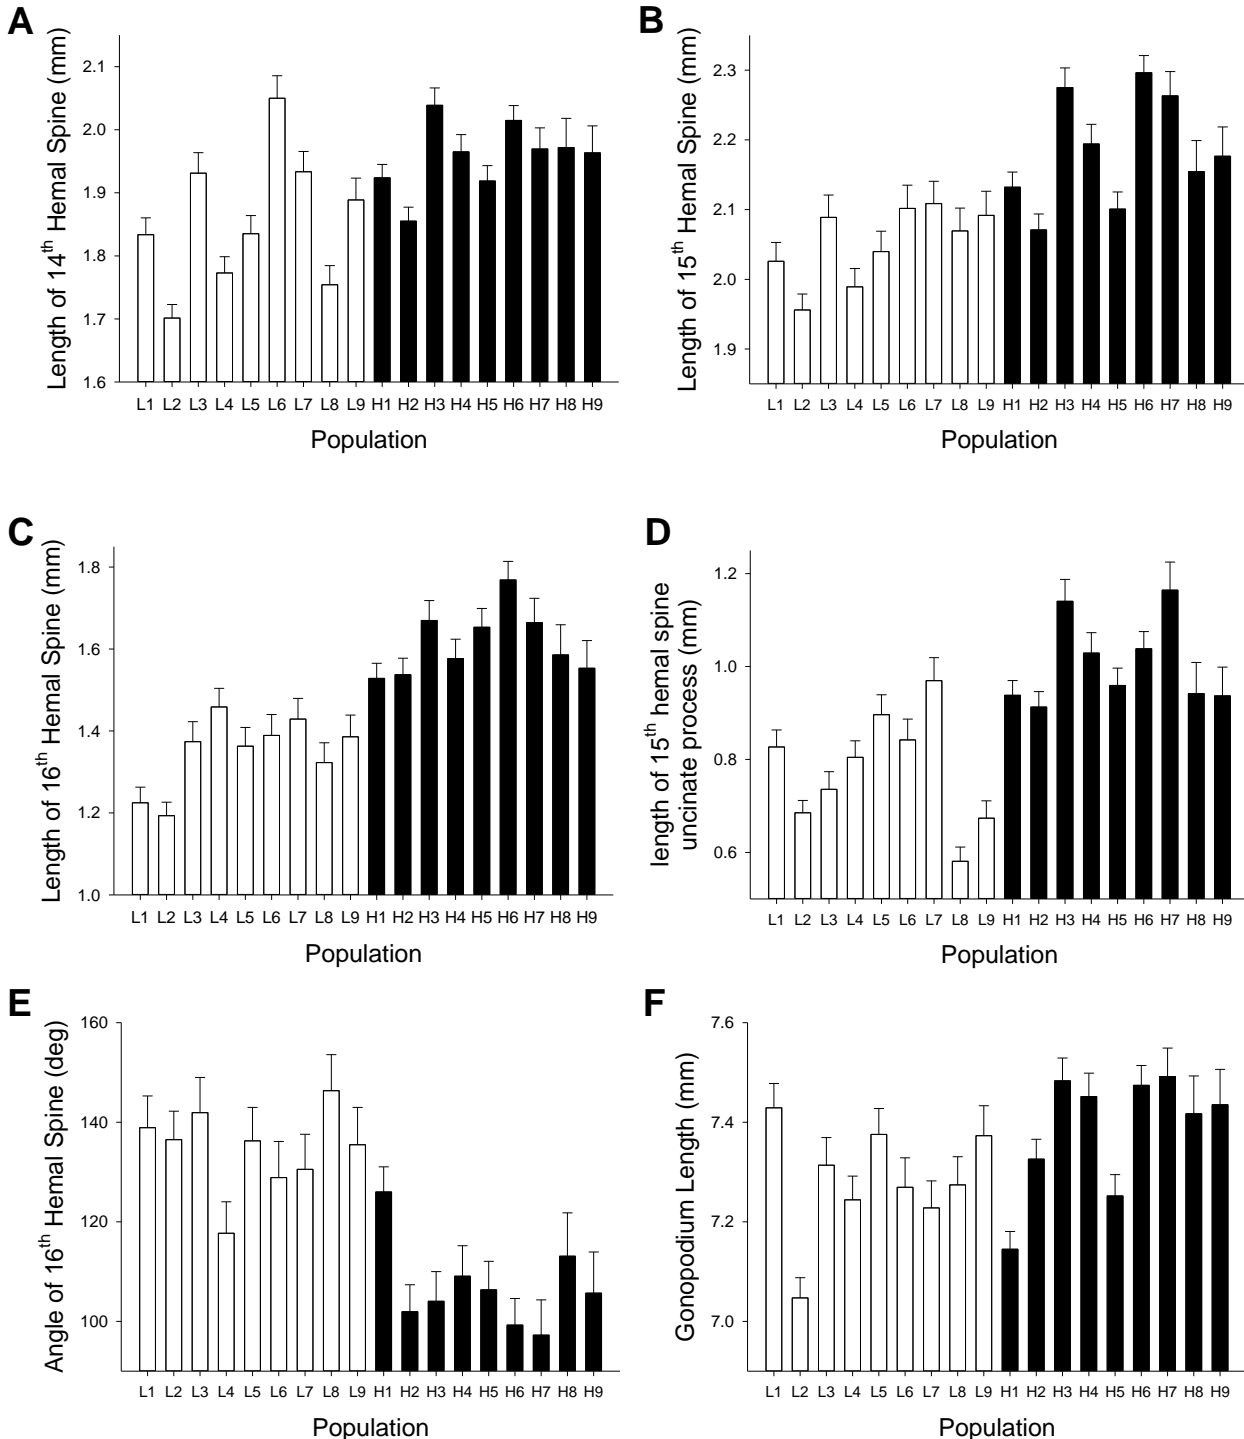 A
Length of 14th Hemal Spine (mm)
2.1
2.0
1.9
1.8
1.7
1.6
L1 L2 L3 L4 L5 L6 L7 L8 L9 H1 H2 H3 H4 H5 H6 H7 H8 H9
Population
B
Length of 15th Hemal Spine (mm)
2.3
2.2
2.1
2.0
1.9
L1 L2 L3 L4 L5 L6 L7 L8 L9 H1 H2 H3 H4 H5 H6 H7 H8 H9
Population
C
Length of 16th Hemal Spine (mm)
1.8
1.6
1.4
1.2
1.0
L1 L2 L3 L4 L5 L6 L7 L8 L9 H1 H2 H3 H4 H5 H6 H7 H8 H9
Population
D
length of 15th hemal spine
uncinate process (mm)
1.2
1.0
0.8
0.6
L1 L2 L3 L4 L5 L6 L7 L8 L9 H1 H2 H3 H4 H5 H6 H7 H8 H9
Population
E
Angle of 16th Hemal Spine (deg)
160
140
120
100
L1 L2 L3 L4 L5 L6 L7 L8 L9 H1 H2 H3 H4 H5 H6 H7 H8 H9
Population
F
Gonopodium Length (mm)
7.6
7.4
7.2
7.0
L1 L2 L3 L4 L5 L6 L7 L8 L9 H1 H2 H3 H4 H5 H6 H7 H8 H9
Population